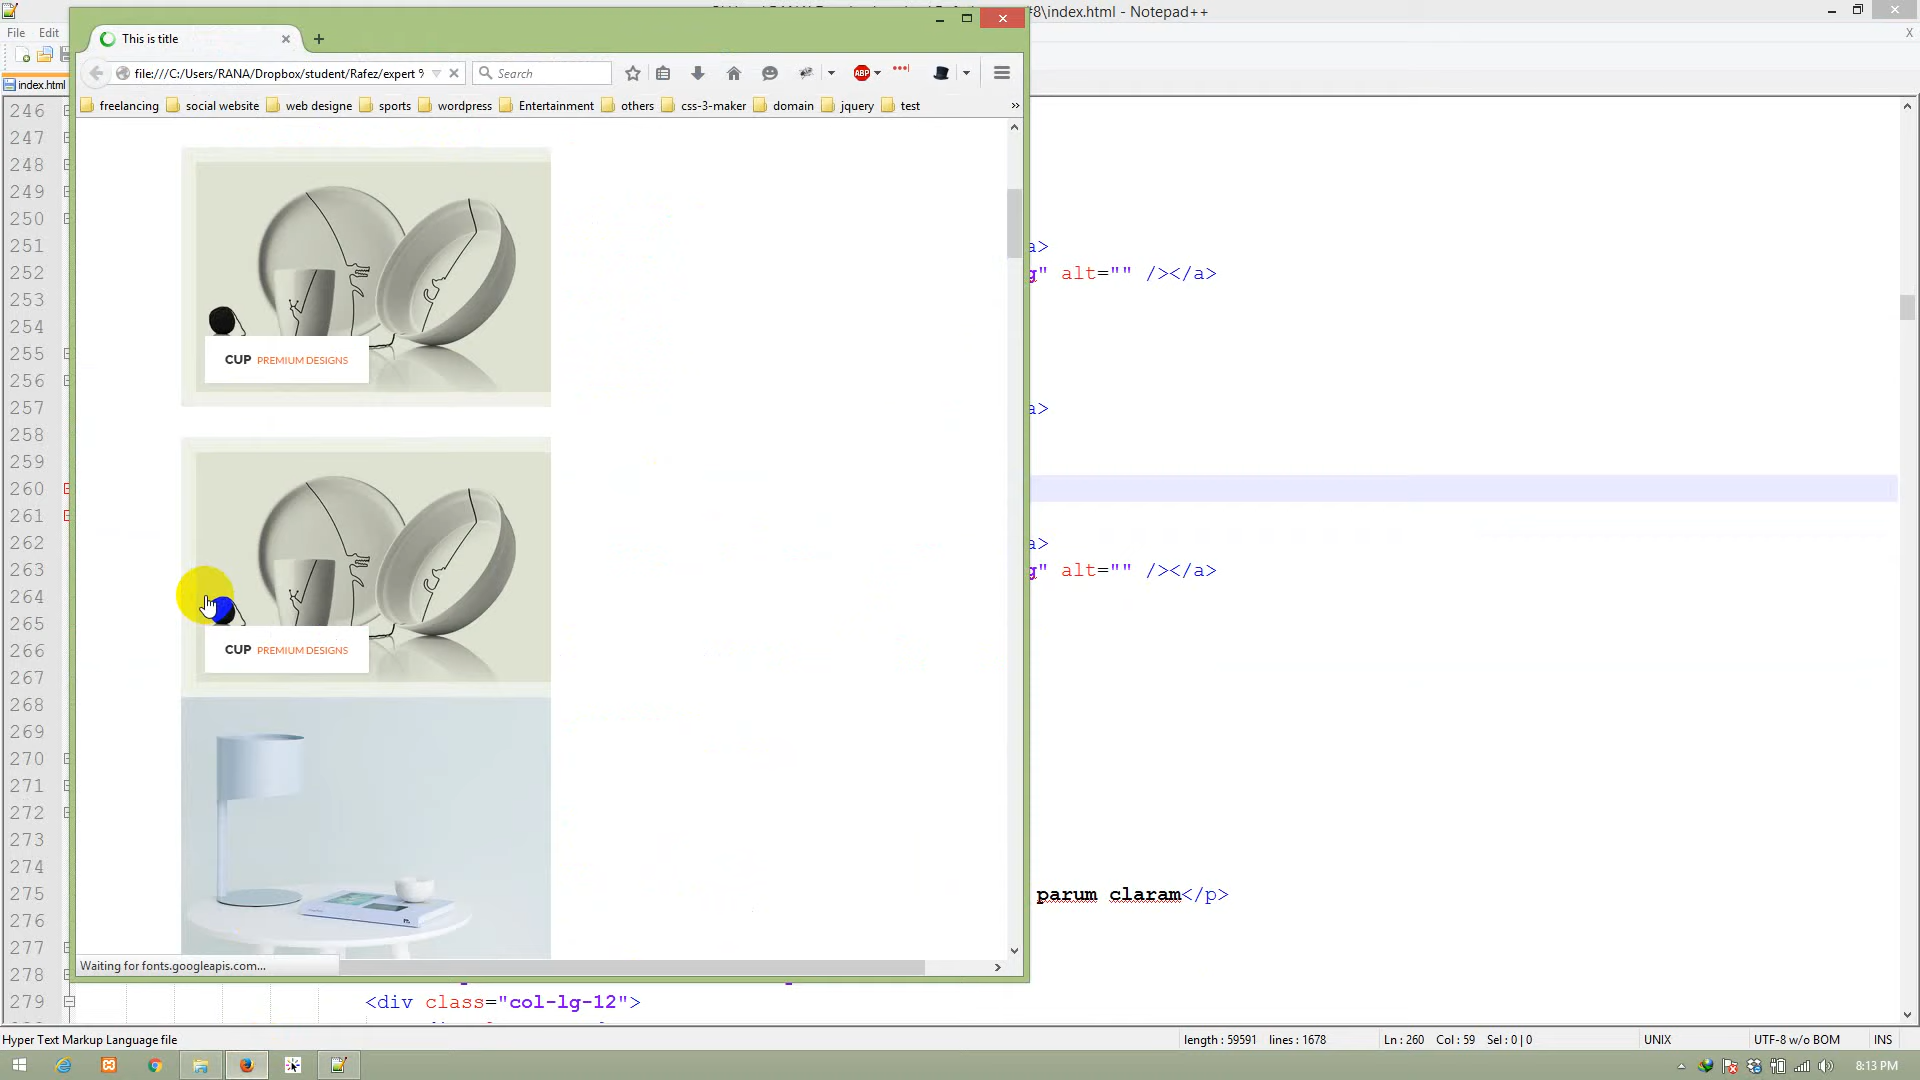 8\index.html - Notepad++
File Edit
This is title
file:///C:/Users/RANA/Dropbox/student/Rafez/expert
Search
ABP
index.html
freelancing social website web designe sports wordpress Entertainment others css-3-maker domain jquery test »
246
247
248
249
250
251 a>
252 g" alt="" /></a>
253
254
255
256
257 a>
258
259
260
261
262 a>
263 g" alt="" /></a>
264
265
266
267
268
269
270
271
272
273
274
275 parum claram</p>
276
277
278
279 <div class="col-lg-12">
CUP PREMIUM DESIGNS
CUP PREMIUM DESIGNS
Waiting for fonts.googleapis.com...
Hyper Text Markup Language file length : 59591 lines : 1678 Ln : 260 Col : 59 Sel : 0 | 0 UNIX UTF-8 w/o BOM INS
8:13 PM